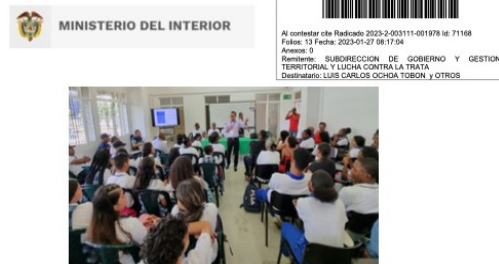 MINISTERIO DEL INTERIOR
Al contestar cite Radicado 2023-2-003111-001978 Id: 71168
Folios: 13 Fecha: 2023-01-27 08:17:04
Anexos: 0
Remitente: SUBDIRECCION DE GOBIERNO Y GESTION
TERRITORIAL Y LUCHA CONTRA LA TRATA
Destinatario: LUIS CARLOS OCHOA TOBON y OTROS